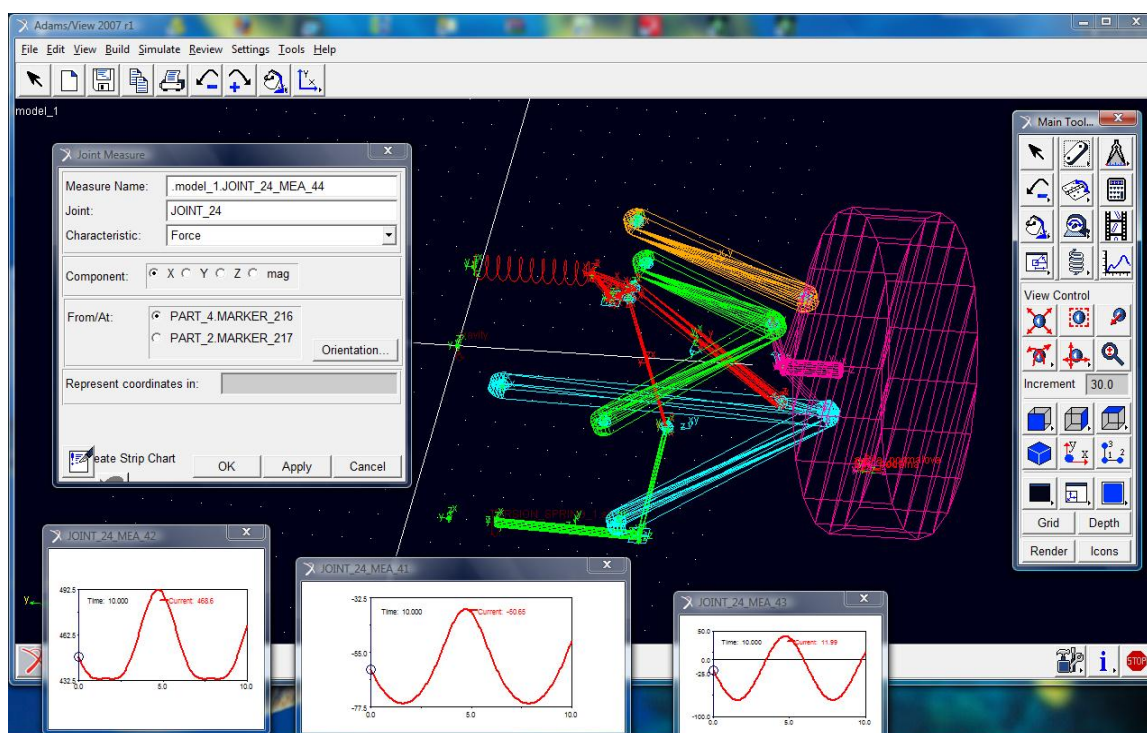 Adams/View 2007 r1
File Edit View Build Simulate Review Settings Tools Help
model_1
Joint Measure
Measure Name: .model_1.JOINT_24_MEA_44
Joint: JOINT_24
Characteristic: Force
Component: X Y Z mag
From/At: PART_4.MARKER_216
PART_2.MARKER_217
Orientation...
Represent coordinates in:
eate Strip Chart
OK Apply Cancel
Main Tool...
View Control
Increment 30.0
Grid Depth
Render Icons
STOP
JOINT_24_MEA_42
492.5
462.5
432.5
0.0 5.0 10.0
Time: 10.000 Current: 468.6
JOINT_24_MEA_41
-32.5
-55.0
-77.5
0.0 5.0 10.0
Time: 10.000 Current: -50.65
JOINT_24_MEA_43
50.0
0.0
-25.0
-100.0
0.0 5.0 10.0
Time: 10.000 Current: 11.99